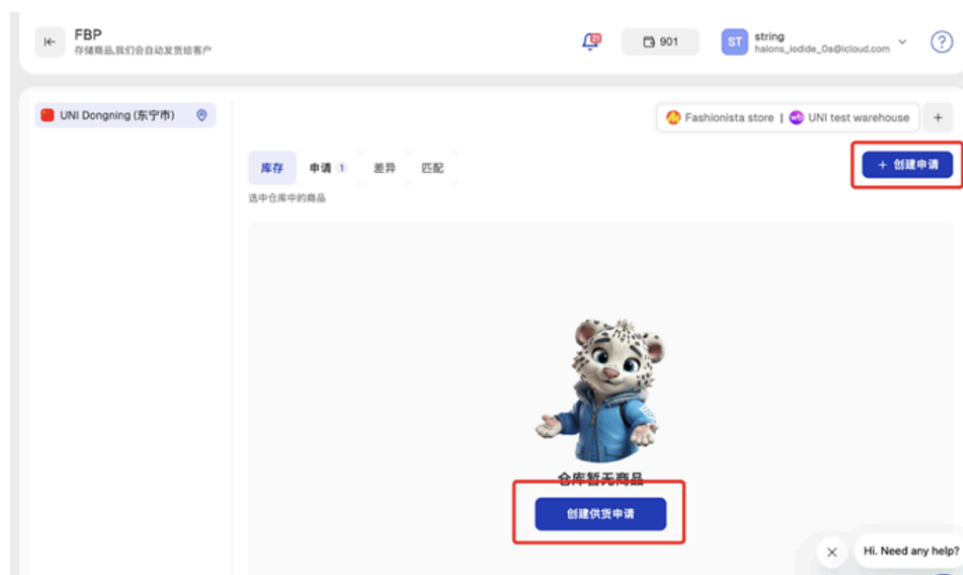 FBP
存储商品,我们会自动发货给客户
901
ST
string
halons_iodide_0a@icloud.com
?
UNI Dongning (东宁市)
Fashionista store | wb UNI test warehouse +
库存 申请 1 差异 匹配
+ 创建申请
选中仓库中的商品
仓库暂无商品
创建供货申请
Hi. Need any help?